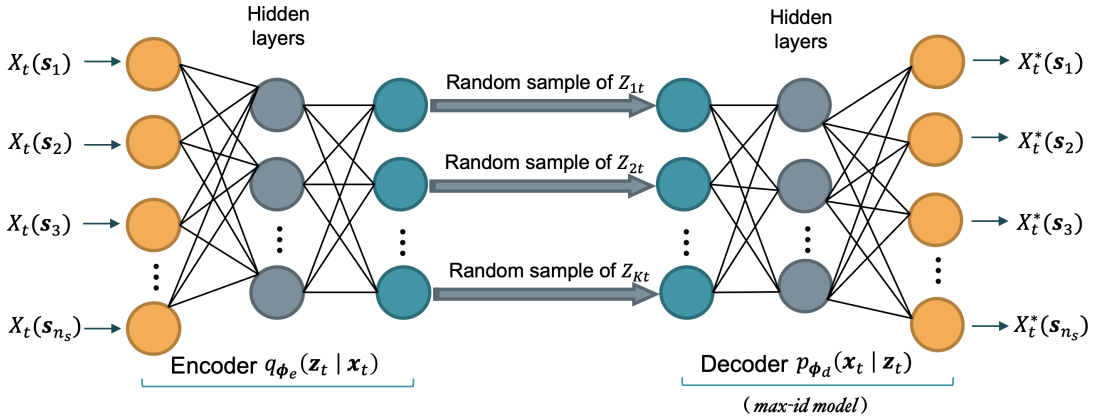 Hidden
layers
Hidden
layers
X_t(s_1)
X_t(s_2)
X_t(s_3)
⋮
X_t(s_{n_s})
Random sample of Z_{1t}
Random sample of Z_{2t}
Random sample of Z_{Kt}
X_t^*(s_1)
X_t^*(s_2)
X_t^*(s_3)
⋮
X_t^*(s_{n_s})
Encoder q_{ϕ_e}(z_t | x_t)
Decoder p_{ϕ_d}(x_t | z_t)
(max-id model)